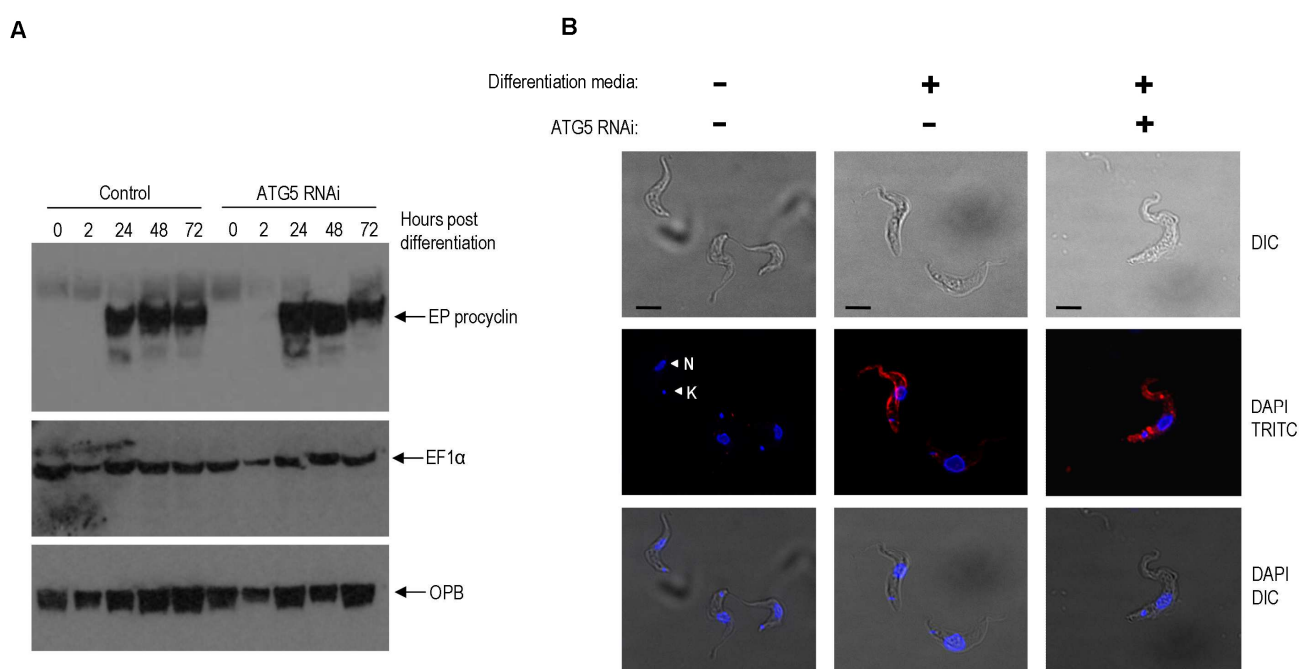 A
B
Differentiation media:
- + +
ATG5 RNAi:
- - +
Control ATG5 RNAi
0 2 24 48 72 0 2 24 48 72
Hours post
differentiation
EP procyclin
EF1α
OPB
N
K
DIC
DAPI
TRITC
DAPI
DIC